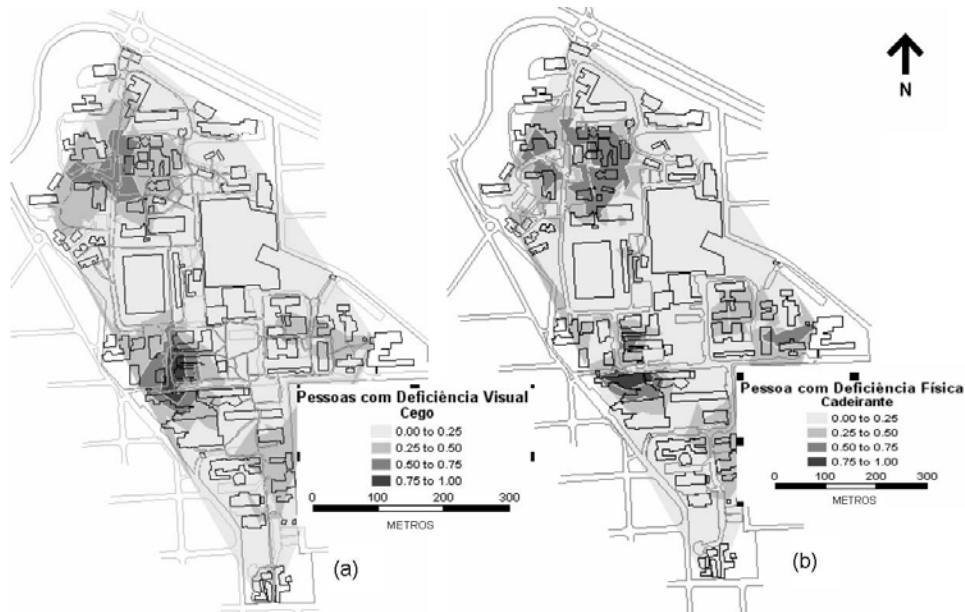 N
Pessoas com Deficiência Visual
Cego
0.00 to 0.25
0.25 to 0.50
0.50 to 0.75
0.75 to 1.00
0 100 200 300
METROS
(a)
Pessoa com Deficiência Física
Cadeirante
0.00 to 0.25
0.25 to 0.50
0.50 to 0.75
0.75 to 1.00
0 100 200 300
METROS
(b)